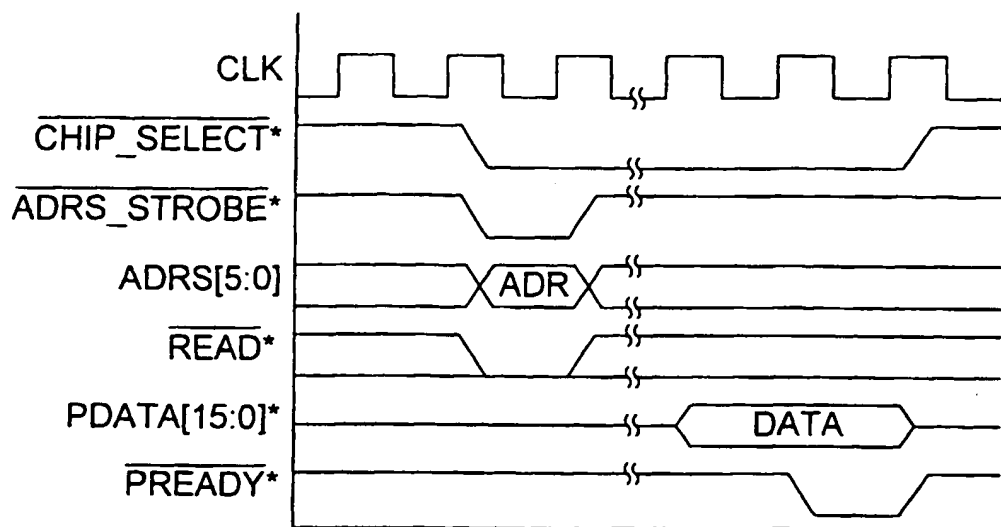 CLK
CHIP_SELECT*
ADRS_STROBE*
ADRS[5:0]
ADR
READ*
PDATA[15:0]*
DATA
PREADY*